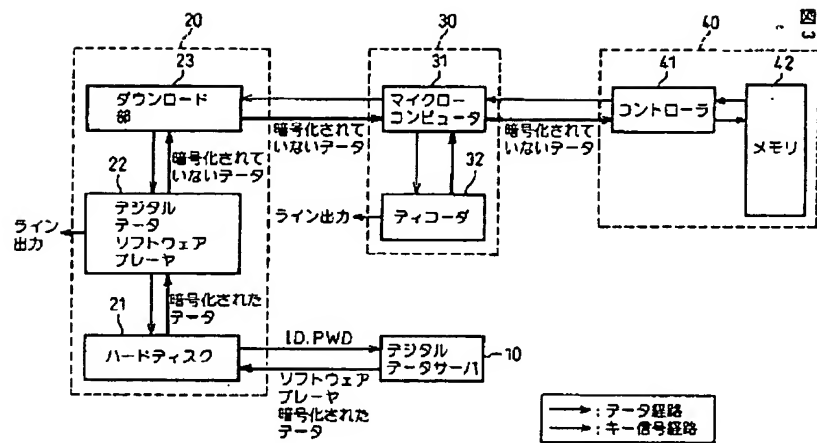 図3
20
30
40
23
31
41
42
ダウンロード
部
マイクロー
コンピュータ
コントローラ
メモリ
暗号化されて
いないデータ
暗号化されて
いないデータ
暗号化されて
いないデータ
22
32
デジタル
データ
ソフトウェア
プレーヤ
ライン
出力
ライン出力
ディコーダ
暗号化された
データ
21
ハードディスク
I.D.PWD
デジタル
データサーバ
10
ソフトウェア
プレーヤ
暗号化された
データ
:データ経路
:キー信号経路